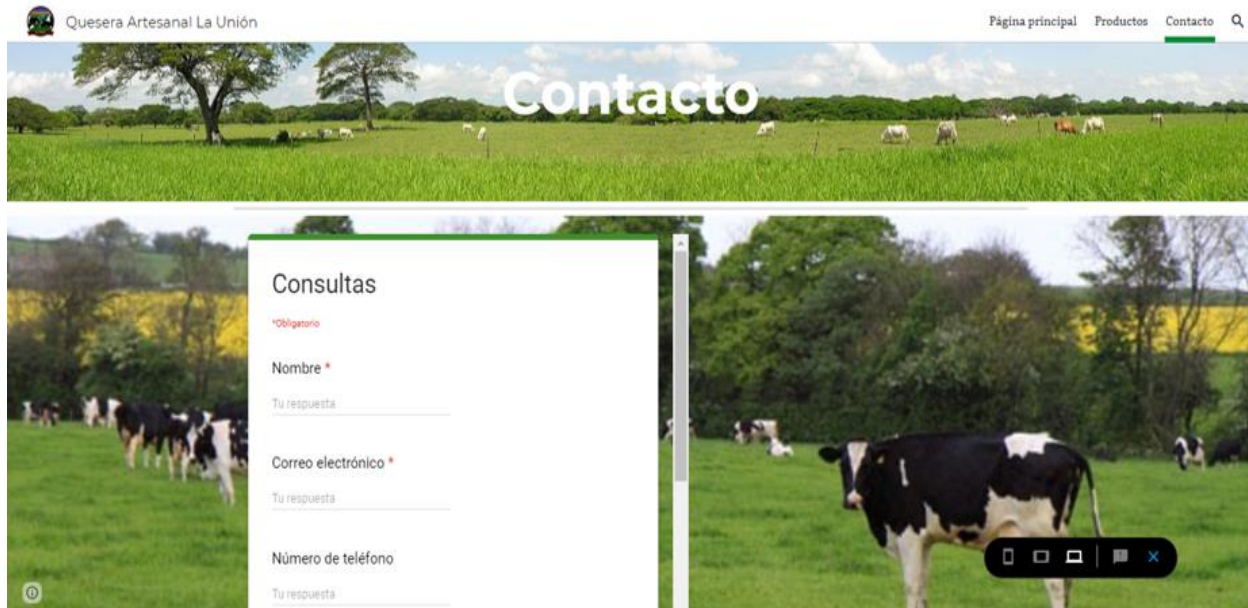 Quesera Artesanal La Unión
Página principal Productos Contacto
Contacto
Consultas
*Obligatorio
Nombre *
Tu respuesta
Correo electrónico *
Tu respuesta
Número de teléfono
Tu respuesta